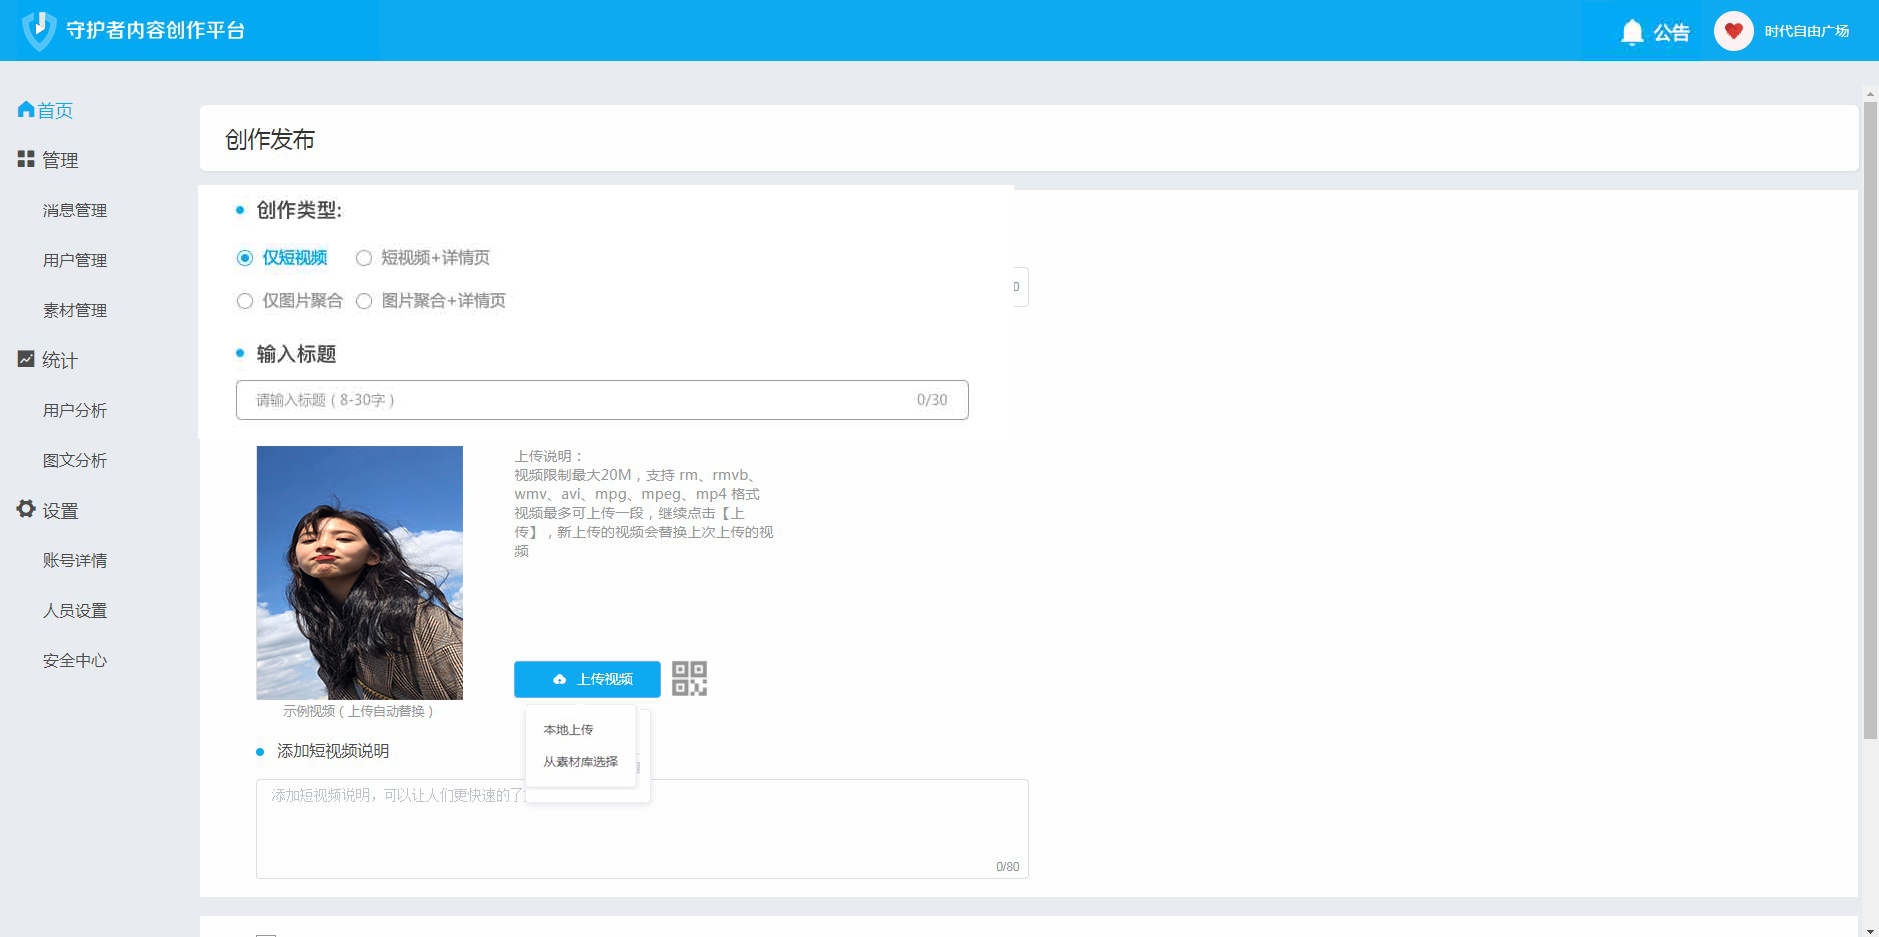 守护者内容创作平台
公告
时代自由广场
首页
管理
消息管理
用户管理
素材管理
统计
用户分析
图文分析
设置
账号详情
人员设置
安全中心
创作发布
创作类型:
仅短视频
短视频+详情页
仅图片聚合
图片聚合+详情页
0
输入标题
请输入标题（8-30字）
0/30
上传说明：
视频限制最大20M，支持 rm、rmvb、
wmv、avi、mpg、mpeg、mp4 格式
视频最多可上传一段，继续点击【上
传】，新上传的视频会替换上次上传的视
频
上传视频
示例视频（上传自动替换）
本地上传
从素材库选择
添加短视频说明
添加短视频说明，可以让人们更快速的了
0/80